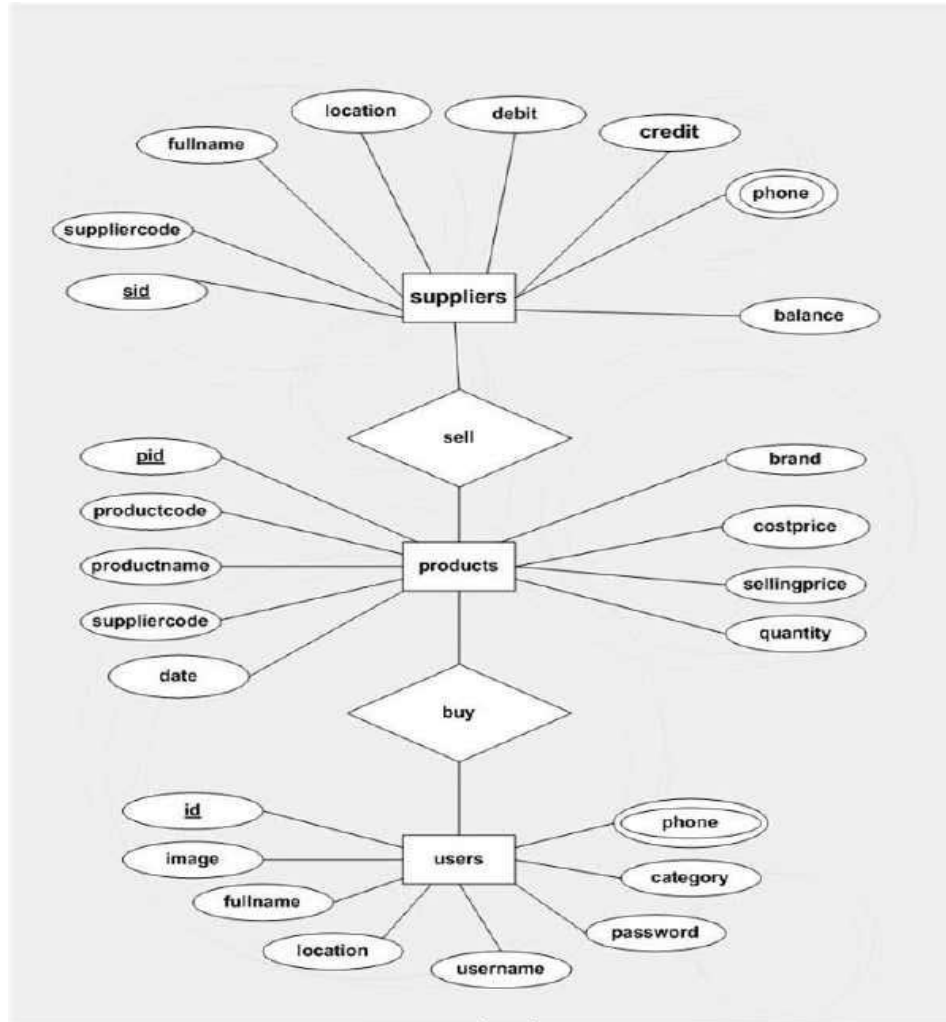 location
debit
credit
fullname
phone
suppliercode
sid
suppliers
balance
sell
pid
brand
productcode
costprice
productname
products
sellingprice
suppliercode
quantity
date
buy
id
phone
image
users
category
fullname
password
location
username